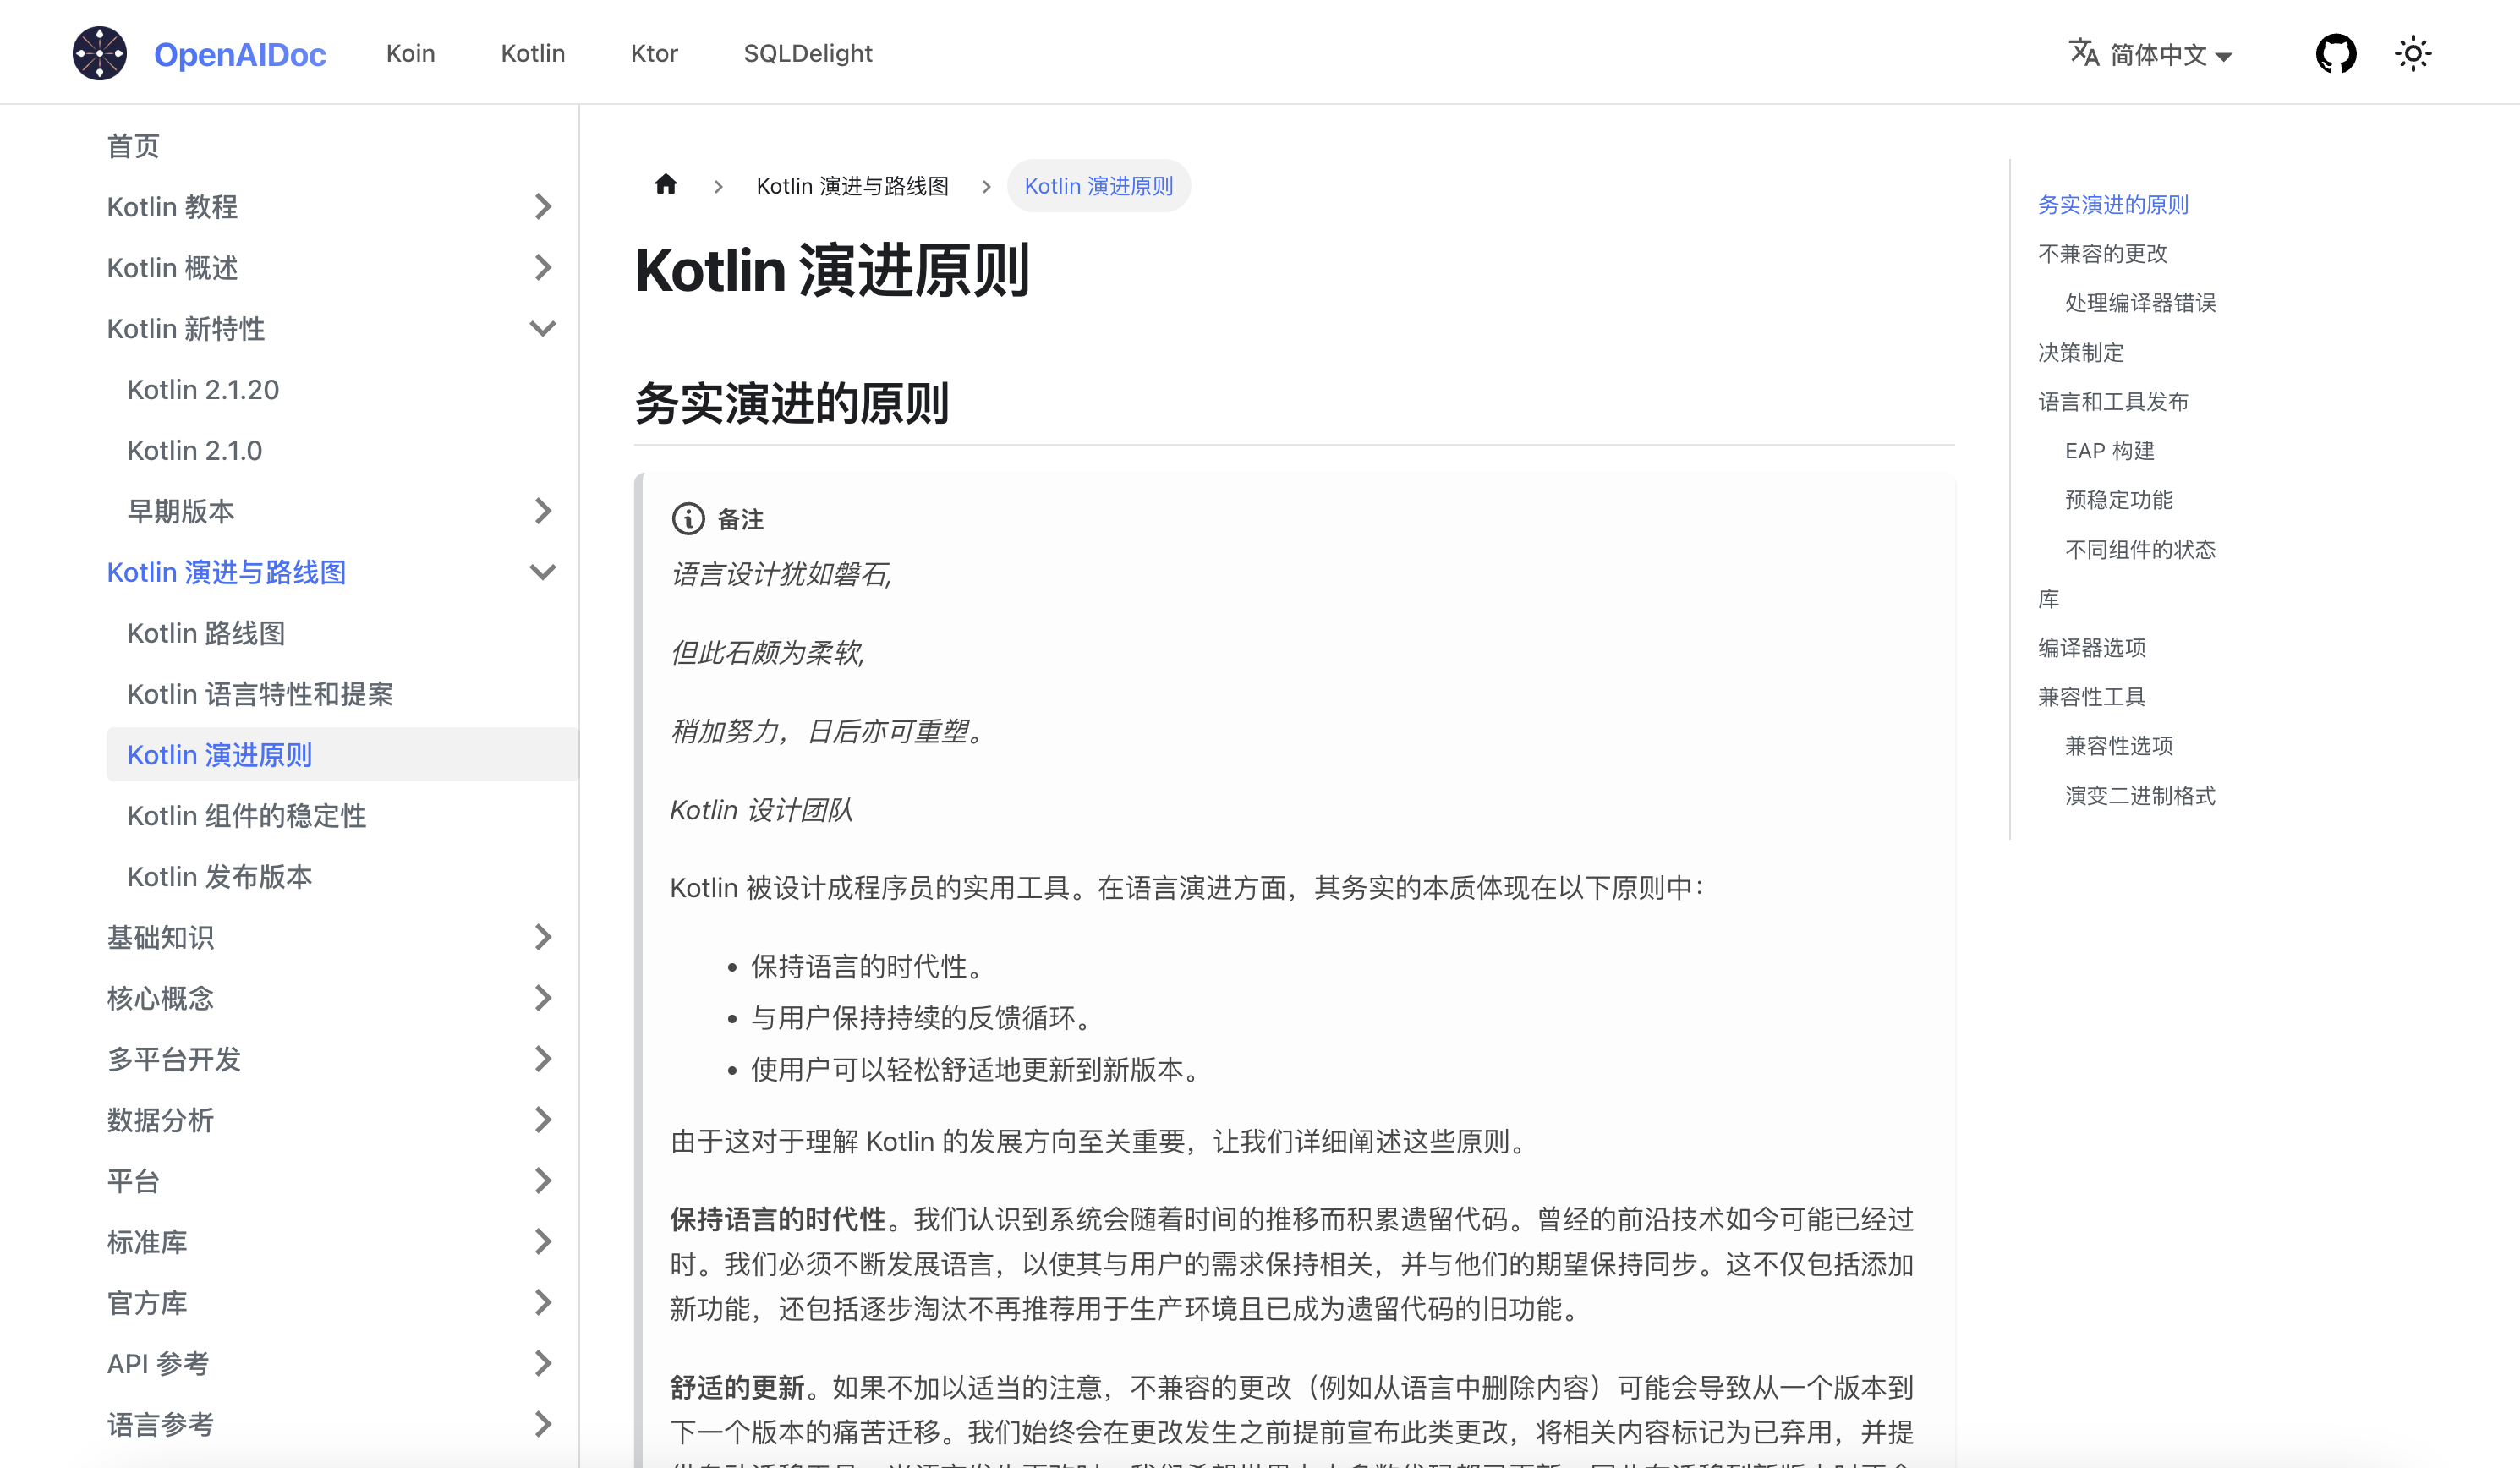 OpenAIDoc
Koin
Kotlin
Ktor
SQLDelight
简体中文
首页
Kotlin 教程
Kotlin 概述
Kotlin 新特性
Kotlin 2.1.20
Kotlin 2.1.0
早期版本
Kotlin 演进与路线图
Kotlin 路线图
Kotlin 语言特性和提案
Kotlin 演进原则
Kotlin 组件的稳定性
Kotlin 发布版本
基础知识
核心概念
多平台开发
数据分析
平台
标准库
官方库
API 参考
语言参考
Kotlin 演进与路线图
Kotlin 演进原则
Kotlin 演进原则
务实演进的原则
备注
语言设计犹如磐石,
但此石颇为柔软,
稍加努力，日后亦可重塑。
Kotlin 设计团队
Kotlin 被设计成程序员的实用工具。在语言演进方面，其务实的本质体现在以下原则中：
保持语言的时代性。
与用户保持持续的反馈循环。
使用户可以轻松舒适地更新到新版本。
由于这对于理解 Kotlin 的发展方向至关重要，让我们详细阐述这些原则。
保持语言的时代性。我们认识到系统会随着时间的推移而积累遗留代码。曾经的前沿技术如今可能已经过
时。我们必须不断发展语言，以使其与用户的需求保持相关，并与他们的期望保持同步。这不仅包括添加
新功能，还包括逐步淘汰不再推荐用于生产环境且已成为遗留代码的旧功能。
舒适的更新。如果不加以适当的注意，不兼容的更改（例如从语言中删除内容）可能会导致从一个版本到
下一个版本的痛苦迁移。我们始终会在更改发生之前提前宣布此类更改，将相关内容标记为已弃用，并提
务实演进的原则
不兼容的更改
处理编译器错误
决策制定
语言和工具发布
EAP 构建
预稳定功能
不同组件的状态
库
编译器选项
兼容性工具
兼容性选项
演变二进制格式